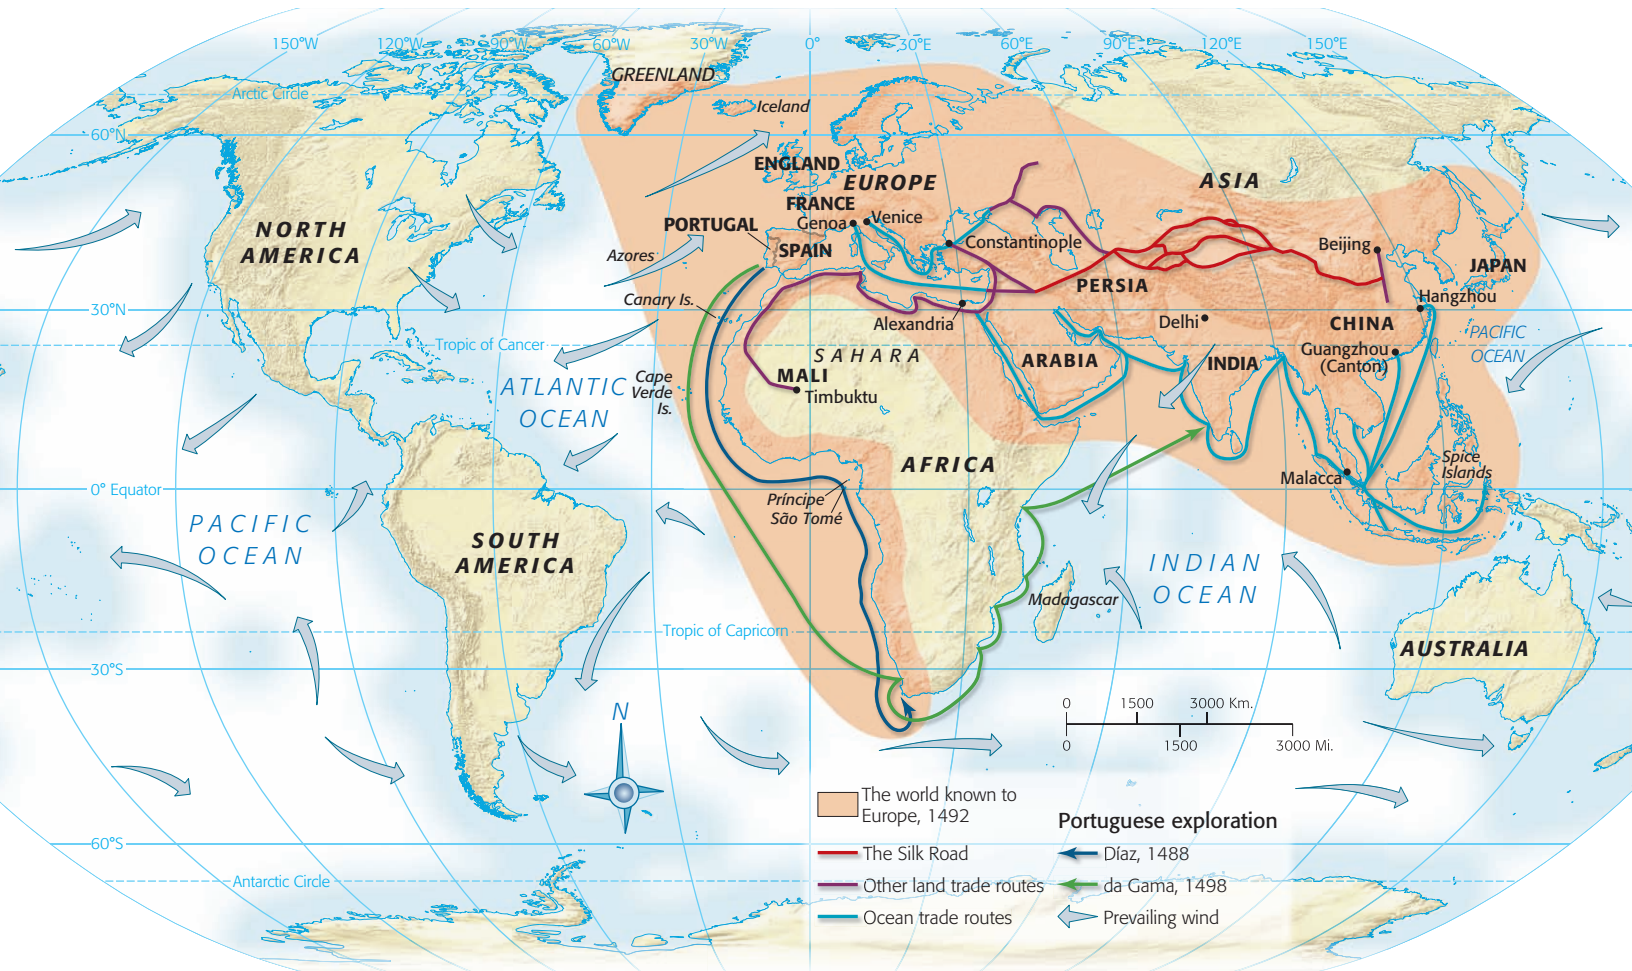 150°W
120°W
90°W
60°W
30°W
0°
30°E
60°E
90°E
120°E
150°E
GREENLAND
Arctic Circle
Iceland
60°N
ENGLAND
EUROPE
ASIA
FRANCE
PORTUGAL
Genoa
Venice
NORTH
AMERICA
SPAIN
Constantinople
Beijing
Azores
JAPAN
PERSIA
Canary Is.
Hangzhou
30°N
Alexandria
Delhi
CHINA
PACIFIC
OCEAN
Tropic of Cancer
SAHARA
ARABIA
INDIA
Guangzhou
(Canton)
ATLANTIC
OCEAN
Cape
Verde
Is.
MALI
Timbuktu
AFRICA
Spice
Islands
Malacca
0° Equator
Príncipe
São Tomé
PACIFIC
OCEAN
SOUTH
AMERICA
INDIAN
OCEAN
Madagascar
Tropic of Capricorn
AUSTRALIA
30°S
N
0 1500 3000 Km.
0 1500 3000 Mi.
The world known to
Europe, 1492
The Silk Road
Other land trade routes
Ocean trade routes
Portuguese exploration
Díaz, 1488
da Gama, 1498
Prevailing wind
60°S
Antarctic Circle